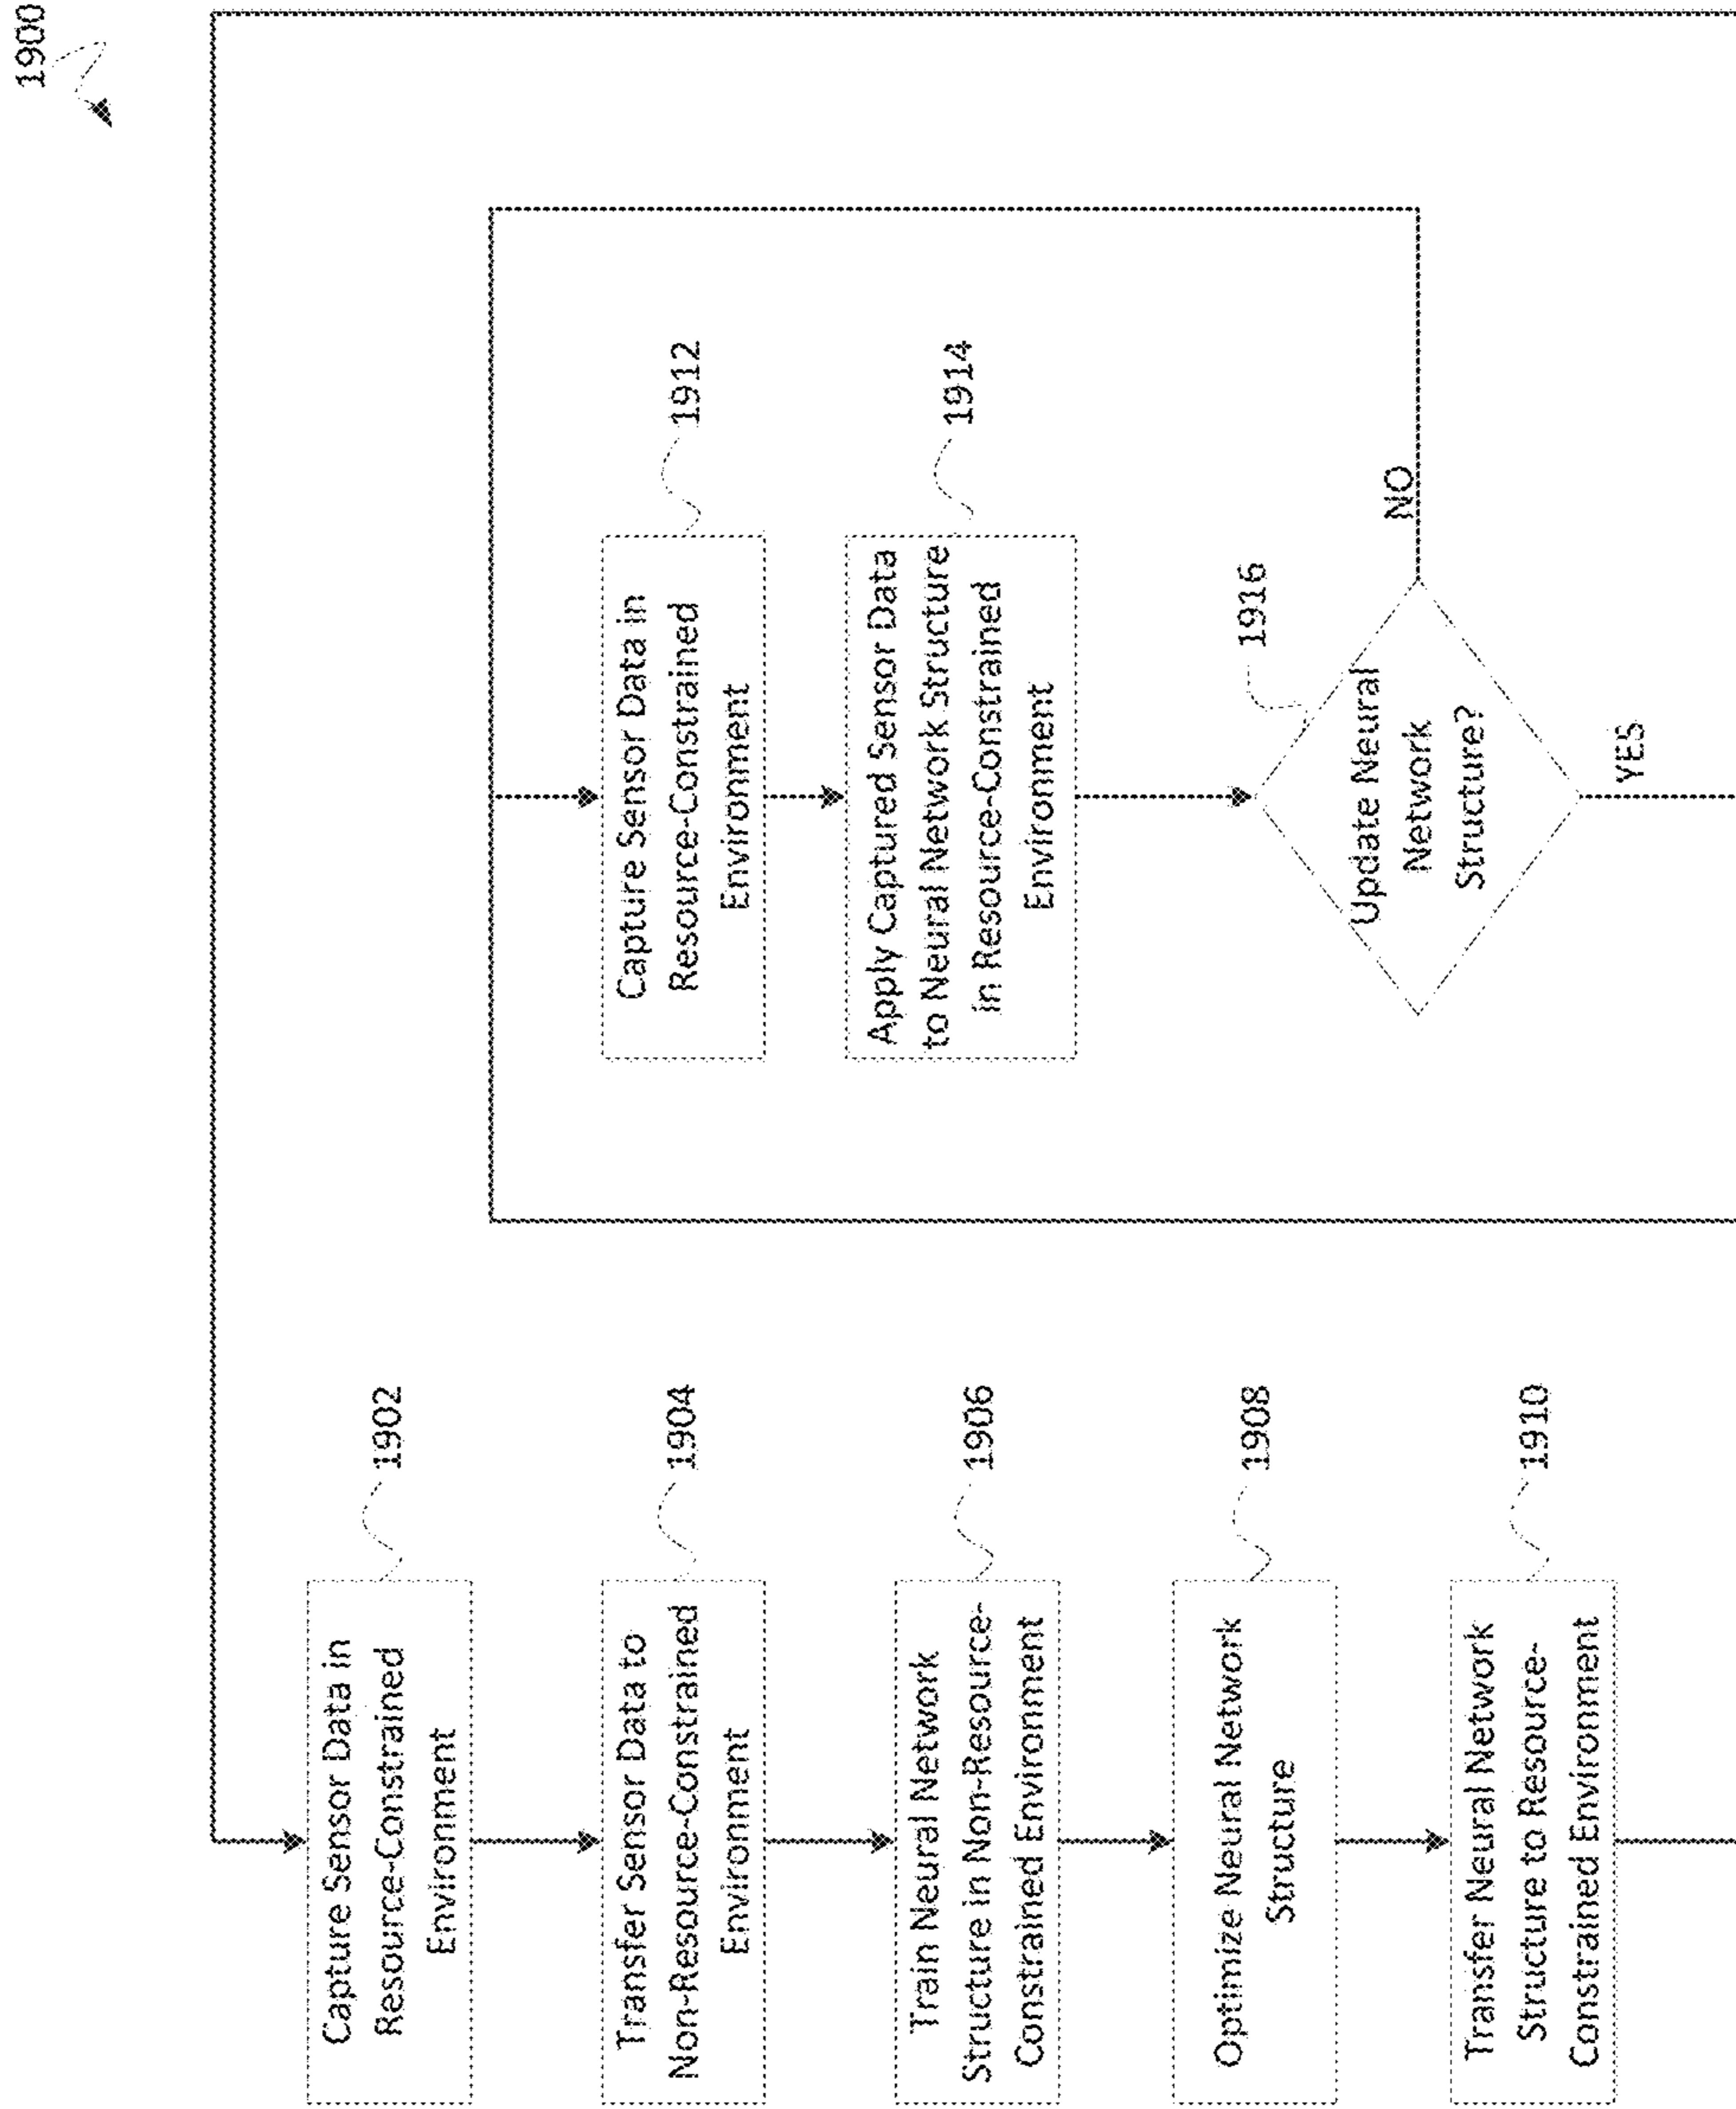 1900
Capture Sensor Data in
Resource-Constrained
Environment
1902
Transfer Sensor Data to
Non-Resource-Constrained
Environment
1904
Train Neural Network
Structure in Non-Resource-
Constrained Environment
1906
Optimize Neural Network
Structure
1908
Transfer Neural Network
Structure to Resource-
Constrained Environment
1910
Capture Sensor Data in
Resource-Constrained
Environment
1912
Apply Captured Sensor Data
to Neural Network Structure
in Resource-Constrained
Environment
1914
Update Neural
Network
Structure?
1916
NO
YES